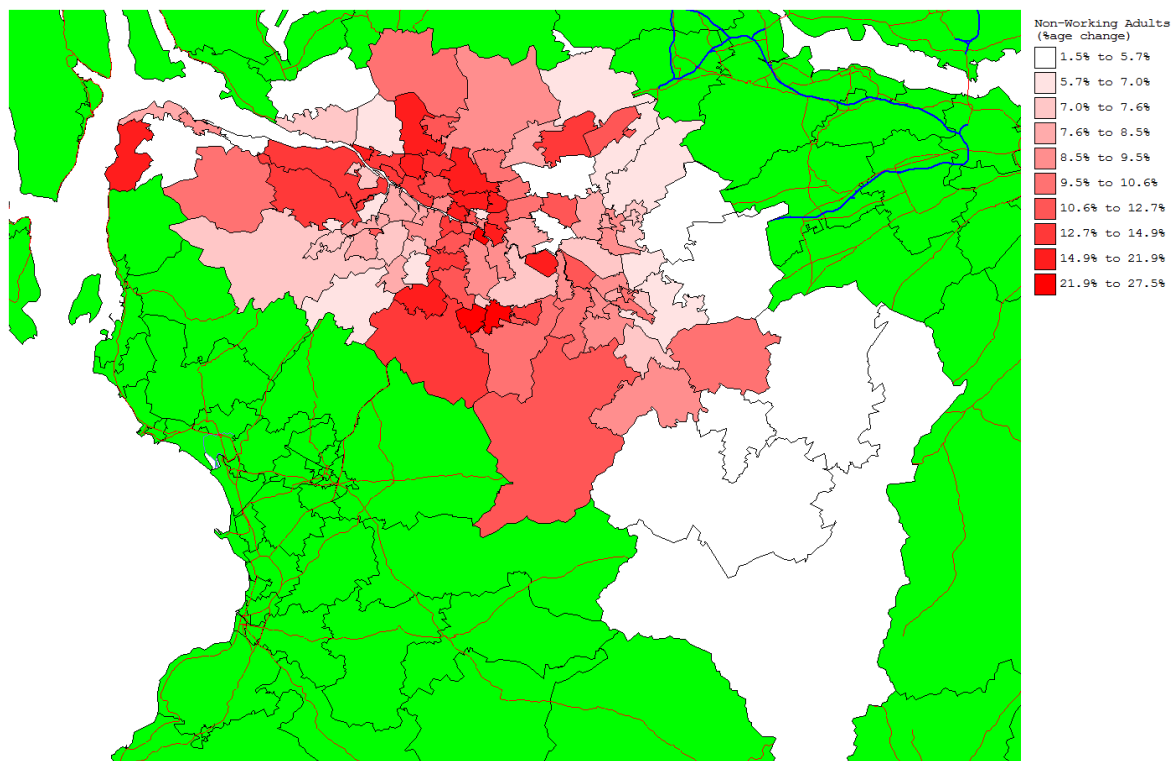 Non-Working Adults
(%age change)
1.5% to 5.7%
5.7% to 7.0%
7.0% to 7.6%
7.6% to 8.5%
8.5% to 9.5%
9.5% to 10.6%
10.6% to 12.7%
12.7% to 14.9%
14.9% to 21.9%
21.9% to 27.5%